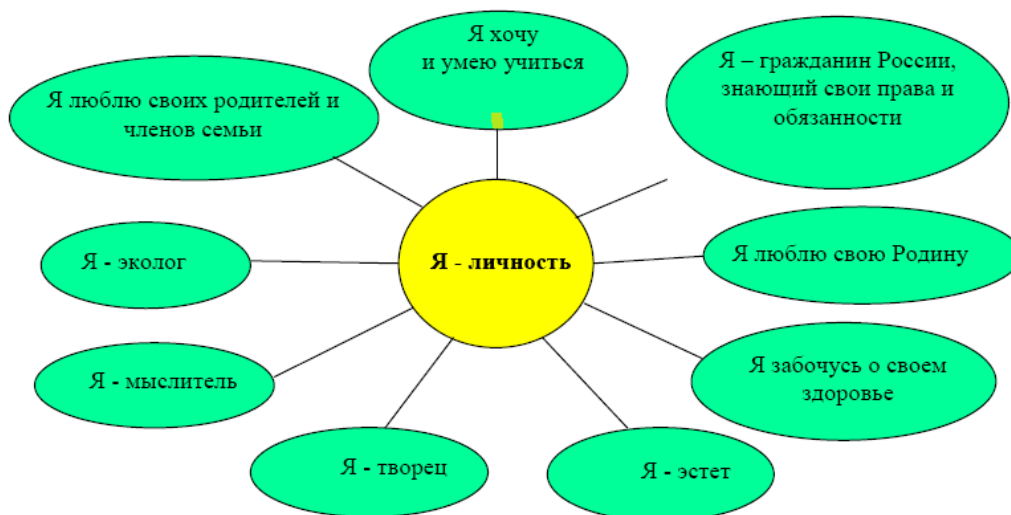 Я хочу
и умею учиться
Я – гражданин России,
знающий свои права и
обязанности
Я люблю своих родителей и
членов семьи
Я - эколог
Я - личность
Я люблю свою Родину
Я - мыслитель
Я забочусь о своем
здоровье
Я - творец
Я - эстет